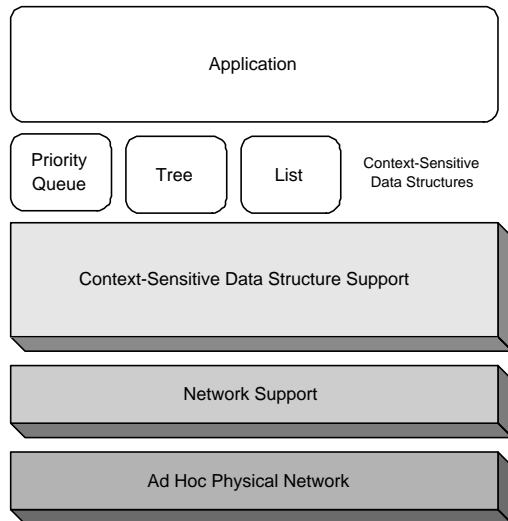 Application
Priority
Queue
Tree
List
Context-Sensitive
Data Structures
Context-Sensitive Data Structure Support
Network Support
Ad Hoc Physical Network